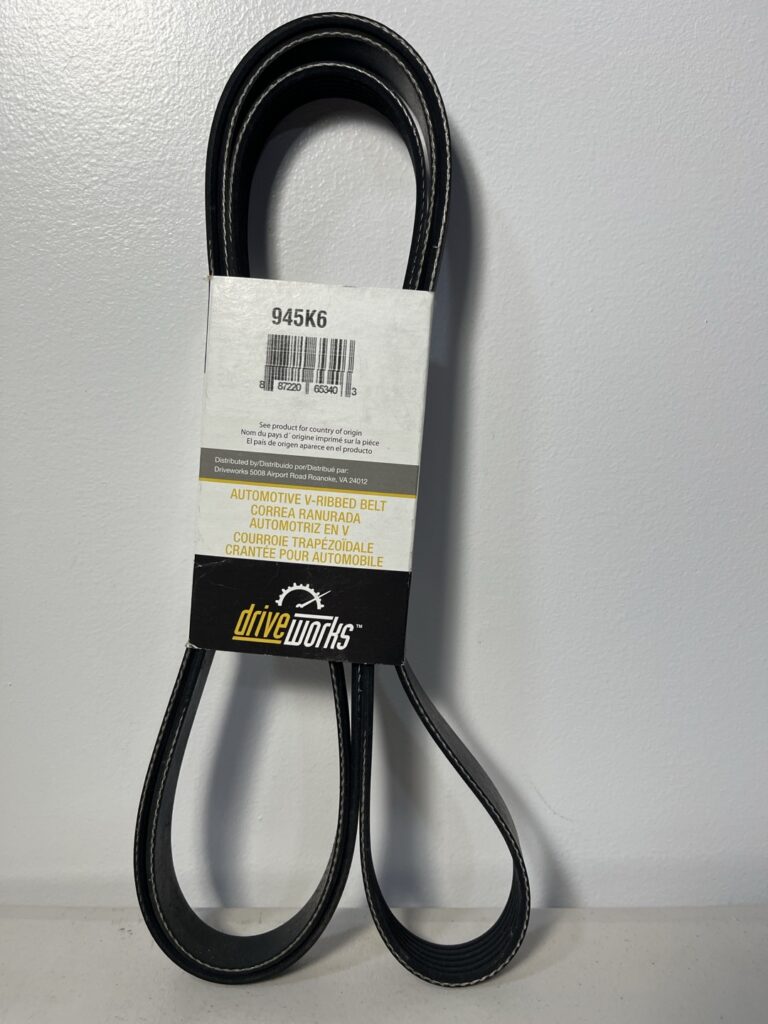 945K6
8 87220 65340 3
See product for country of origin
Nom du pays d´ origine imprimé sur la pièce
El país de origen aparece en el producto
Distributed by/Distribuido por/Distribué par:
Driveworks 5008 Airport Road Roanoke, VA 24012
AUTOMOTIVE V-RIBBED BELT
CORREA RANURADA
AUTOMOTRIZ EN V
COURROIE TRAPÉZOÏDALE
CRANTÉE POUR AUTOMOBILE
driveworks™